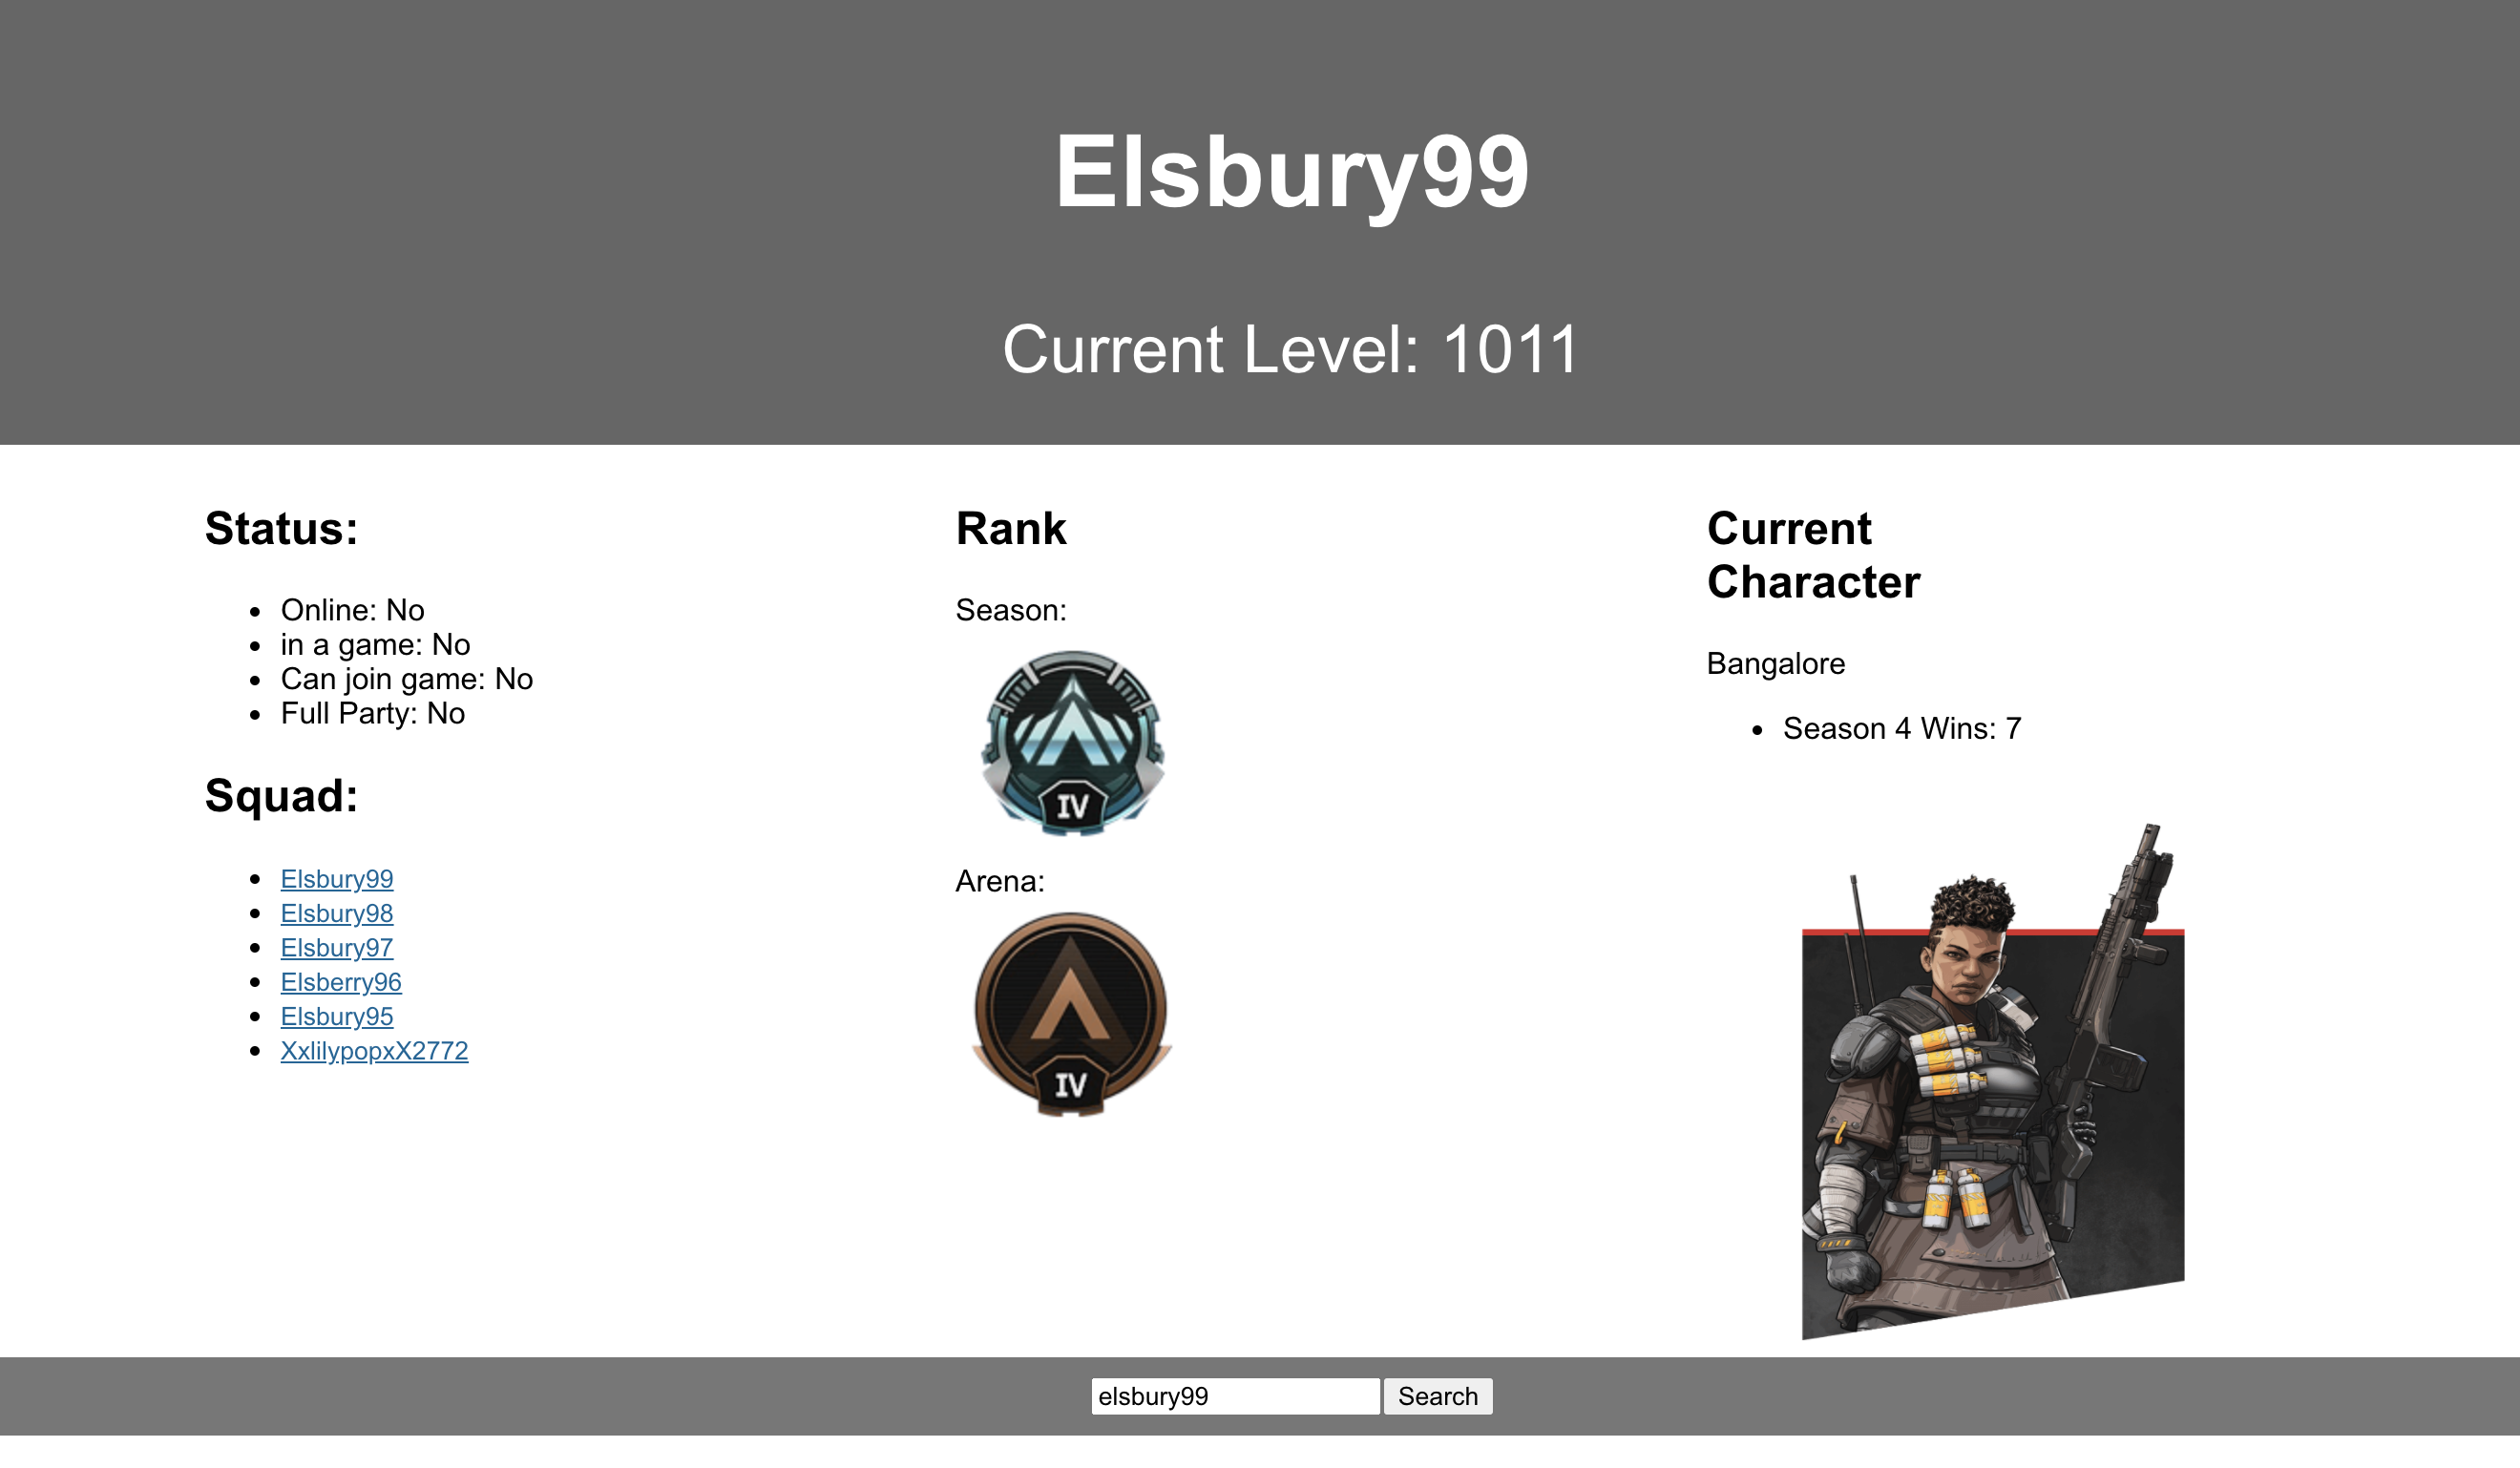 Elsbury99
Current Level: 1011
Status:
Online: No
in a game: No
Can join game: No
Full Party: No
Squad:
Elsbury99
Elsbury98
Elsbury97
Elsberry96
Elsbury95
XxlilypopxX2772
Rank
Season:
IV
Arena:
IV
Current
Character
Bangalore
Season 4 Wins: 7
elsbury99
Search